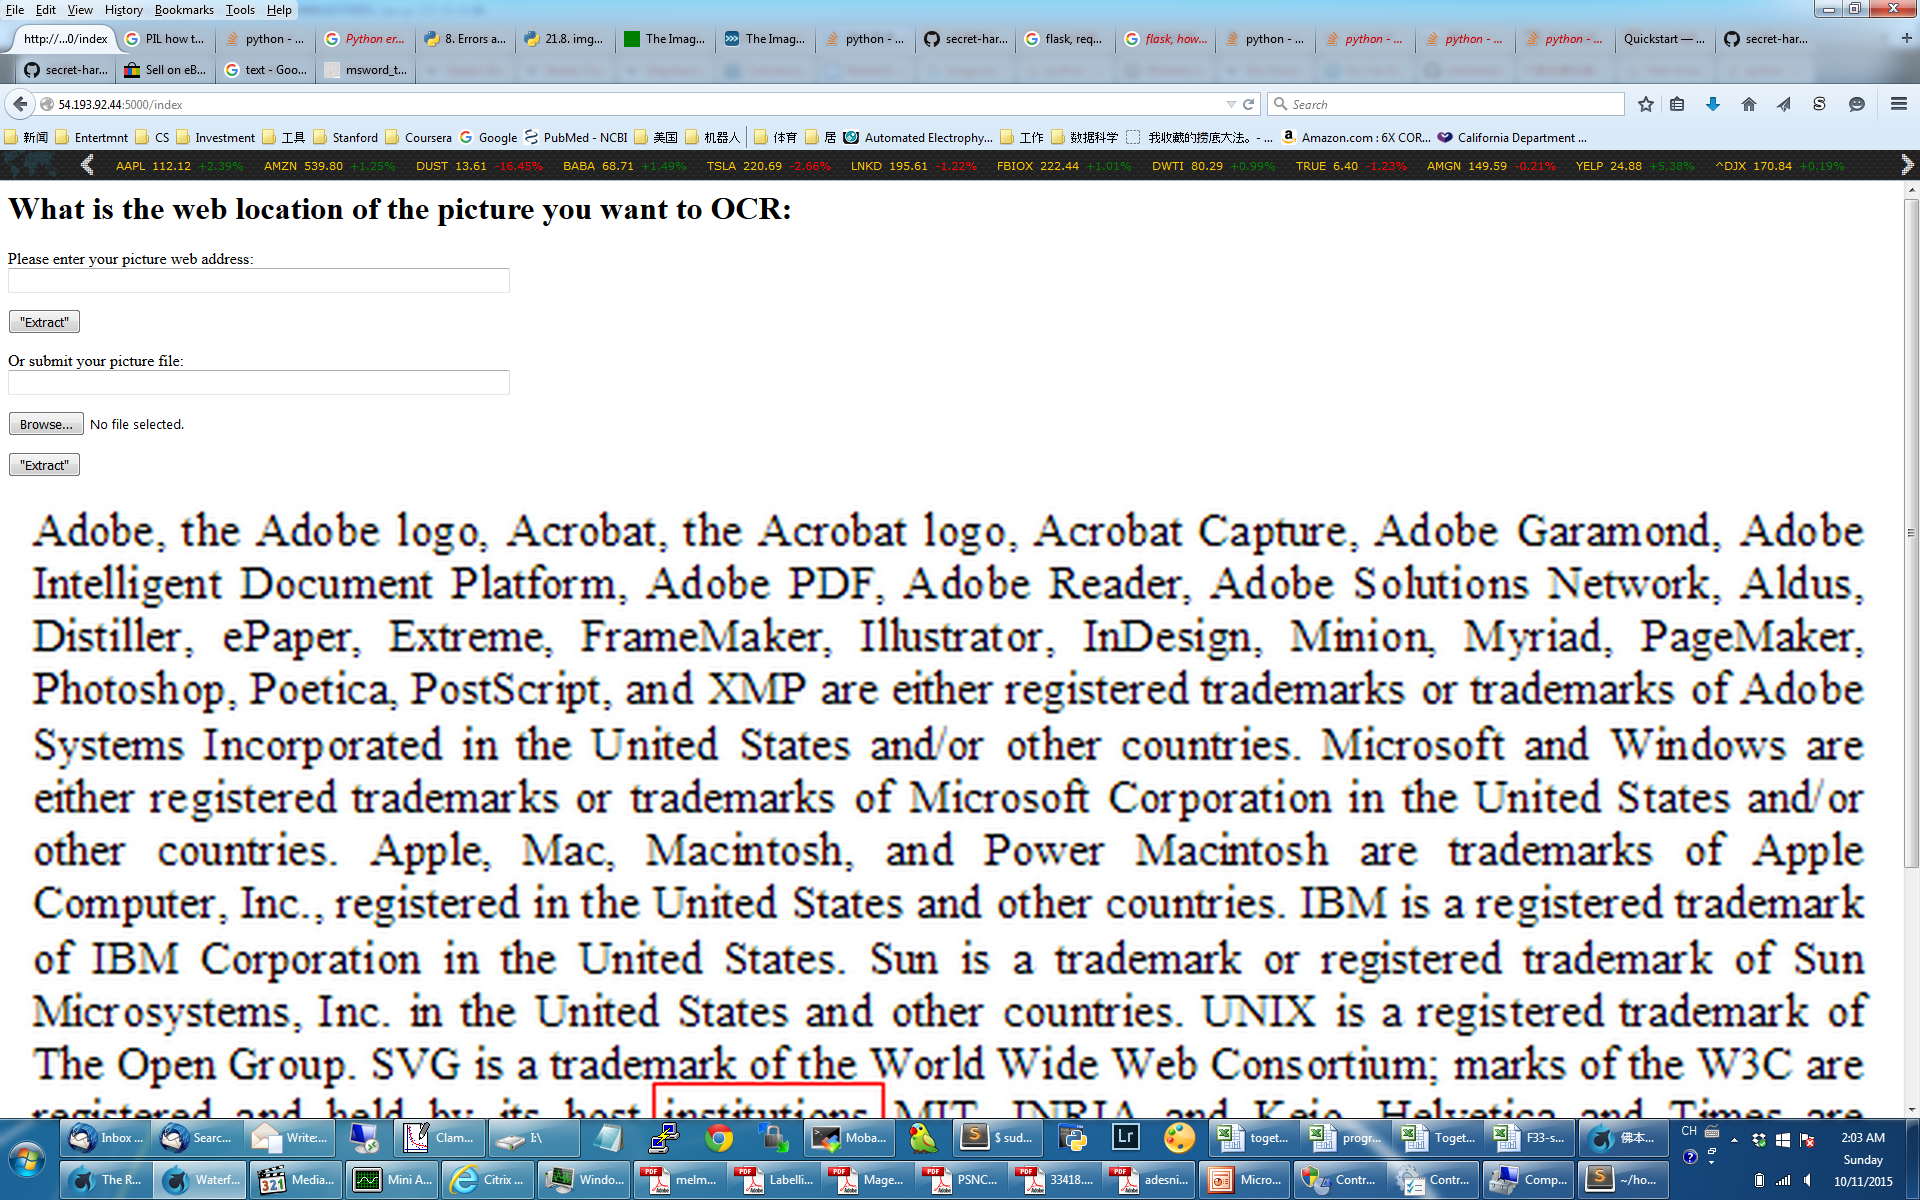 File Edit View History Bookmarks Tools Help
http://...0/index PIL how t... python - ... Python er... 8. Errors a... 21.8. img... The Imag... The Imag... python - ... secret-har... flask, req... flask, how... python - ... python - ... python - ... python - ... Quickstart — ... secret-har...
secret-har... Sell on eB... text - Goo... msword_t...
54.193.92.44:5000/index Search
新闻 Entertmnt CS Investment 工具 Stanford Coursera Google PubMed - NCBI 美国 机器人 体育 居 Automated Electrophy... 工作 数据科学 我收藏的捞底大法。- ... Amazon.com : 6X COR... California Department ...
AAPL 112.12 +2.39% AMZN 539.80 +1.25% DUST 13.61 -16.45% BABA 68.71 +1.49% TSLA 220.69 -2.66% LNKD 195.61 -1.22% FBIOX 222.44 +1.01% DWTI 80.29 +0.99% TRUE 6.40 -1.23% AMGN 149.59 -0.21% YELP 24.88 +5.38% ^DJX 170.84 +0.19%
What is the web location of the picture you want to OCR:
Please enter your picture web address:
"Extract"
Or submit your picture file:
Browse... No file selected.
"Extract"
Adobe, the Adobe logo, Acrobat, the Acrobat logo, Acrobat Capture, Adobe Garamond, Adobe
Intelligent Document Platform, Adobe PDF, Adobe Reader, Adobe Solutions Network, Aldus,
Distiller, ePaper, Extreme, FrameMaker, Illustrator, InDesign, Minion, Myriad, PageMaker,
Photoshop, Poetica, PostScript, and XMP are either registered trademarks or trademarks of Adobe
Systems Incorporated in the United States and/or other countries. Microsoft and Windows are
either registered trademarks or trademarks of Microsoft Corporation in the United States and/or
other countries. Apple, Mac, Macintosh, and Power Macintosh are trademarks of Apple
Computer, Inc., registered in the United States and other countries. IBM is a registered trademark
of IBM Corporation in the United States. Sun is a trademark or registered trademark of Sun
Microsystems, Inc. in the United States and other countries. UNIX is a registered trademark of
The Open Group. SVG is a trademark of the World Wide Web Consortium; marks of the W3C are
registered and held by its host institutions MIT, INRIA and Keio. Helvetica and Times are
Inbox ... Searc... Write:... Clam... I:\ Moba... $ sud... Lr toget... progr... Toget... F33-s... 佛本... CH 2:03 AM
Sunday
The R... Waterf... Media... Mini A... Citrix ... Windo... melm... Labelli... Mage... PSNC... 33418.... adesni... Micro... Contr... Contr... Comp... ~/ho... 10/11/2015